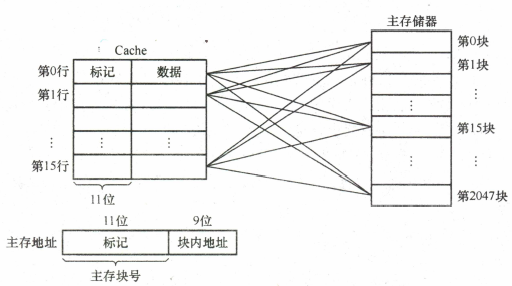 主存储器
Cache
第0行 标记 数据 第0块
第1行 第1块
⋮ ⋮ ⋮ … …
第15块
第15行 ⋮ ⋮
第2047块
11位
11位 9位
主存地址 标记 块内地址
主存块号